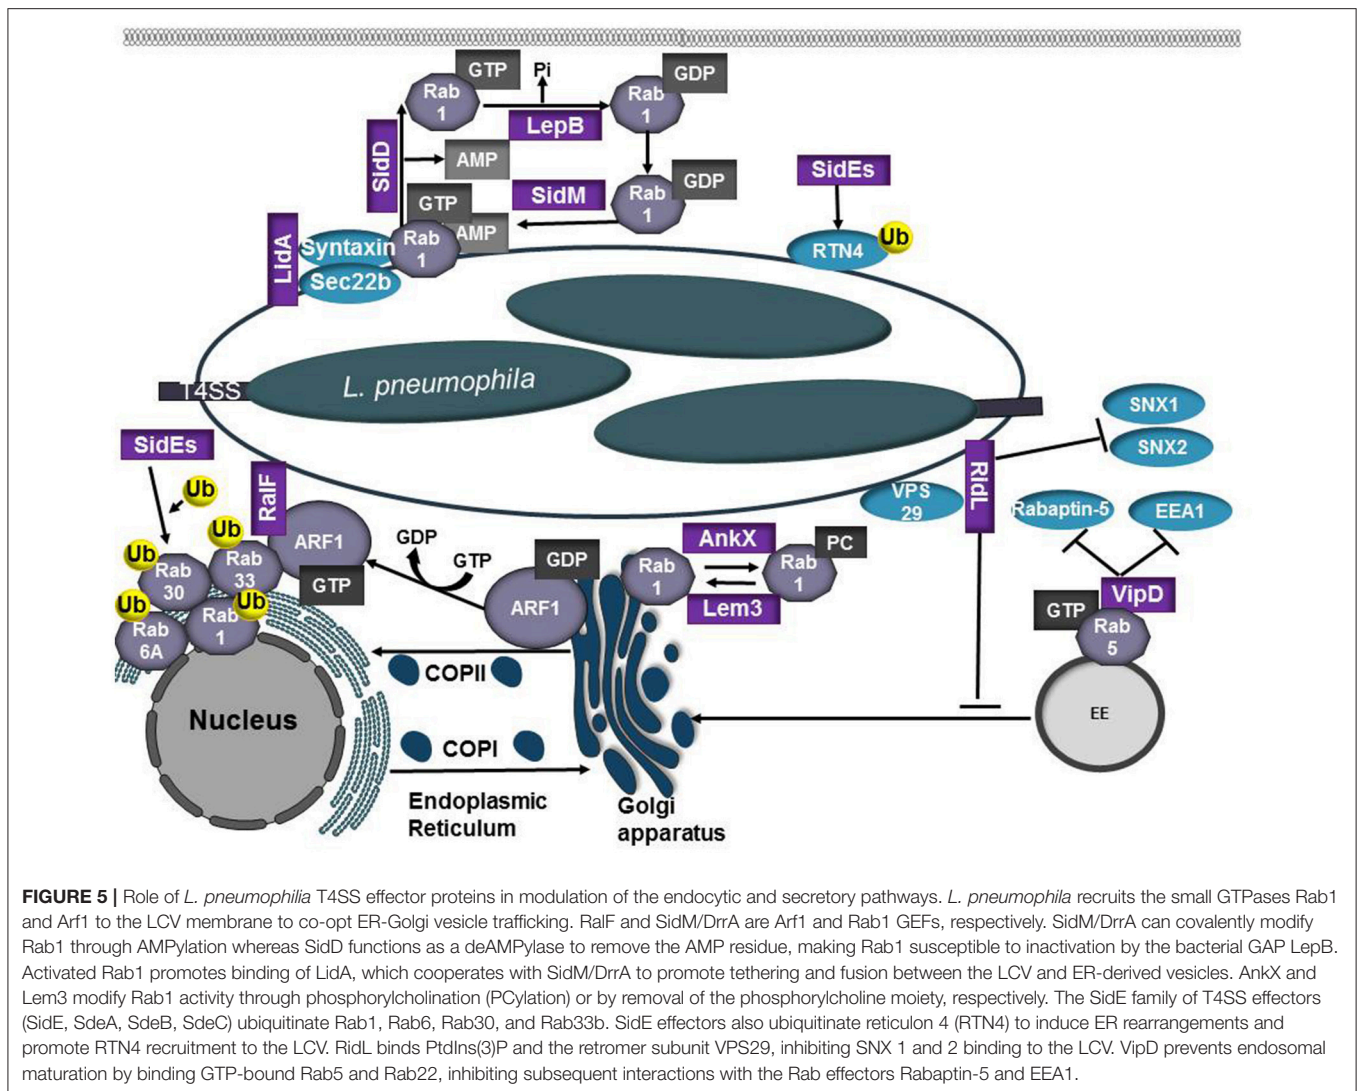 GTP
Pi
GDP
Rab
1
Rab
1
LepB
SidD
AMP
SidM
Rab
1
GDP
SidEs
GTP
AMP
Rab
1
LidA
Syntaxin
Sec22b
RTN4
Ub
T4SS
L. pneumophila
SNX1
SNX2
SidEs
Ub
RalF
RidL
VPS
29
Rabaptin-5
EEA1
Ub
Ub
ARF1
GTP
GDP
GTP
GDP
ARF1
Rab
1
AnkX
Lem3
Rab
1
PC
Rab
30
Rab
33
Ub
Ub
Rab
6A
Rab
1
GTP
VipD
Rab
5
COPII
Nucleus
COPI
EE
Endoplasmic
Reticulum
Golgi
apparatus
FIGURE 5 | Role of L. pneumophilia T4SS effector proteins in modulation of the endocytic and secretory pathways. L. pneumophila recruits the small GTPases Rab1
and Arf1 to the LCV membrane to co-opt ER-Golgi vesicle trafficking. RalF and SidM/DrrA are Arf1 and Rab1 GEFs, respectively. SidM/DrrA can covalently modify
Rab1 through AMPylation whereas SidD functions as a deAMPylase to remove the AMP residue, making Rab1 susceptible to inactivation by the bacterial GAP LepB.
Activated Rab1 promotes binding of LidA, which cooperates with SidM/DrrA to promote tethering and fusion between the LCV and ER-derived vesicles. AnkX and
Lem3 modify Rab1 activity through phosphorylcholination (PCylation) or by removal of the phosphorylcholine moiety, respectively. The SidE family of T4SS effectors
(SidE, SdeA, SdeB, SdeC) ubiquitinate Rab1, Rab6, Rab30, and Rab33b. SidE effectors also ubiquitinate reticulon 4 (RTN4) to induce ER rearrangements and
promote RTN4 recruitment to the LCV. RidL binds PtdIns(3)P and the retromer subunit VPS29, inhibiting SNX 1 and 2 binding to the LCV. VipD prevents endosomal
maturation by binding GTP-bound Rab5 and Rab22, inhibiting subsequent interactions with the Rab effectors Rabaptin-5 and EEA1.